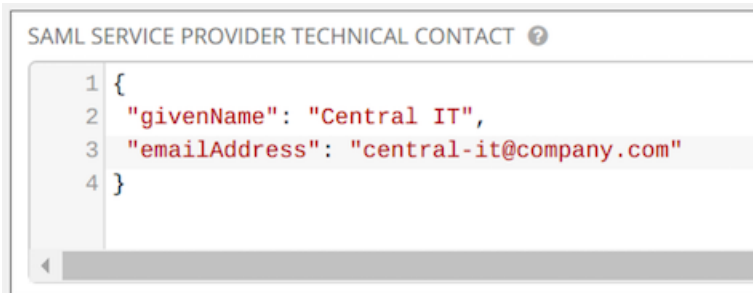 SAML SERVICE PROVIDER TECHNICAL CONTACT ?
1 {
2 "givenName": "Central IT",
3 "emailAddress": "central-it@company.com"
4 }